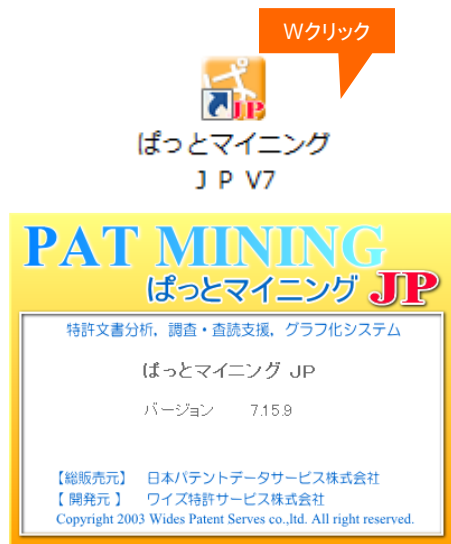 Wクリック
ぱ
JP
ぱっとマイニング
J P V7
PAT MINING
ぱっとマイニング JP
特許文書分析，調査・査読支援，グラフ化システム
ぱっとマイニング JP
バージョン 7.15.9
【総販売元】 日本パテントデータサービス株式会社
【 開発元 】 ワイズ特許サービス株式会社
Copyright 2003 Wides Patent Serves co.,ltd. All right reserved.